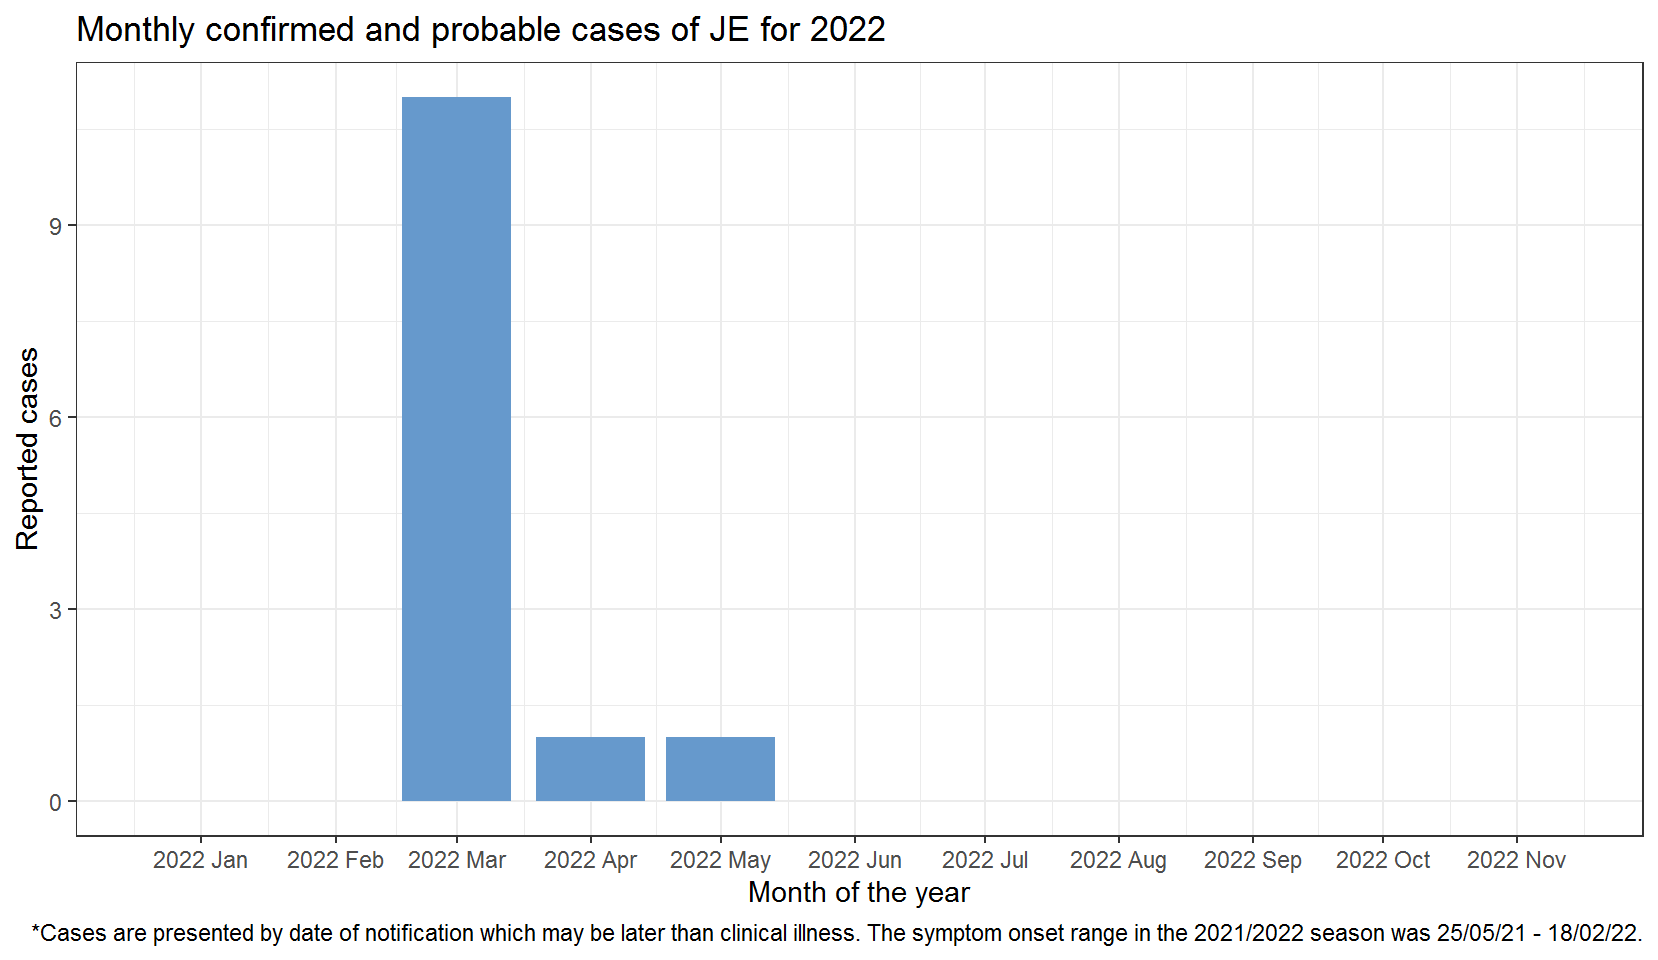 Monthly confirmed and probable cases of JE for 2022
Reported cases
9
6
3
0
2022 Jan 2022 Feb 2022 Mar 2022 Apr 2022 May 2022 Jun 2022 Jul 2022 Aug 2022 Sep 2022 Oct 2022 Nov
Month of the year
*Cases are presented by date of notification which may be later than clinical illness. The symptom onset range in the 2021/2022 season was 25/05/21 - 18/02/22.